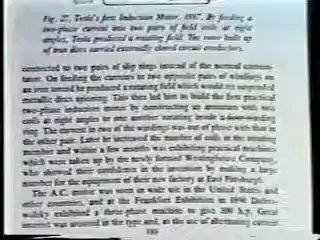 Fig. 27. Tesla's first Induction Motor, 1887. By feeding a
two-phase current into two pairs of field coils at right
angles, Tesla produced a rotating field. The rotor built up
of iron discs carried externally closed circuit conductors.
connected to two pairs of slip rings instead of the normal commu-
tator. On feeding the currents to two opposite pairs of windings on
an iron torus he produced a rotating field which would set suspended
metallic discs spinning. This then led him to build the first practical
two-phase induction motor by constructing an armature with two
coils at right angles to one another rotating inside a four-
ring. The current in two of the windings was out of phase with that in
the other pair. Later he increased the number of coils in the rotating
member and within a few months was exhibiting practical machines
which were taken up by the newly formed Westinghouse Company,
who showed their confidence in the invention by making a large
number for the equipment of their new factory at East Pittsburgh.
The A.C. motor was soon in wide use in the United States and
other countries, and at the Frankfort Exhibition in 1890 Dobro-
wolsky exhibited a three-phase machine to give 100 h.p. Great
interest was aroused in the type and, as the use of alternating current